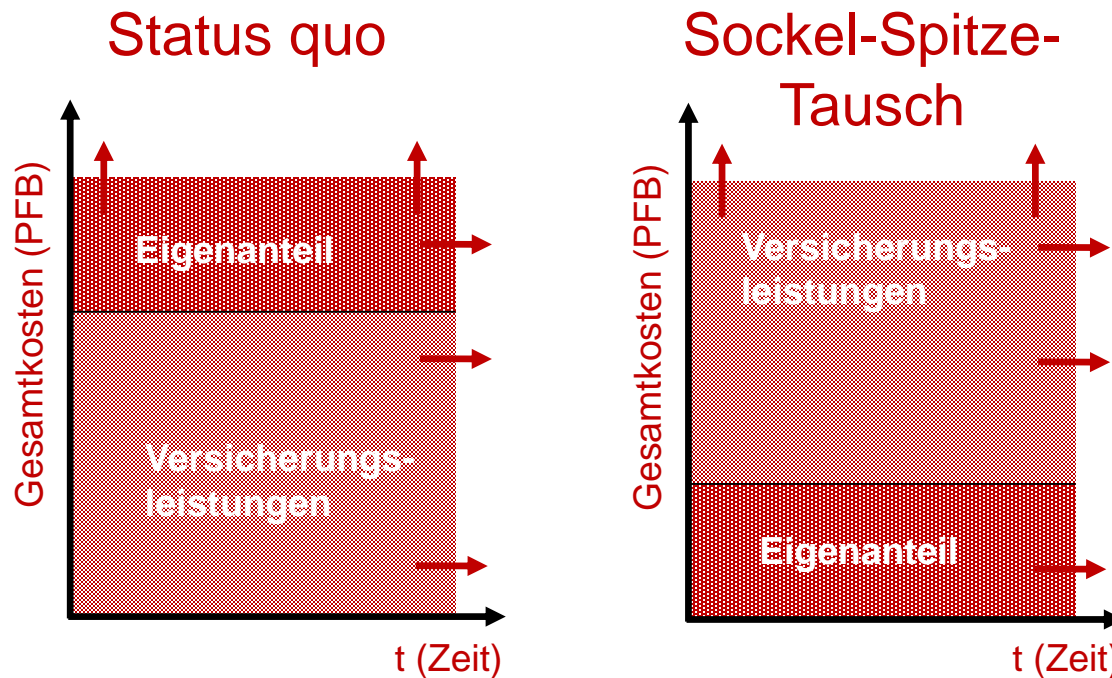 Status quo
Gesamtkosten (PFB)
Eigenanteil
Versicherungs-
leistungen
t (Zeit)
Sockel-Spitze-
Tausch
Gesamtkosten (PFB)
Versicherungs-
leistungen
Eigenanteil
t (Zeit)